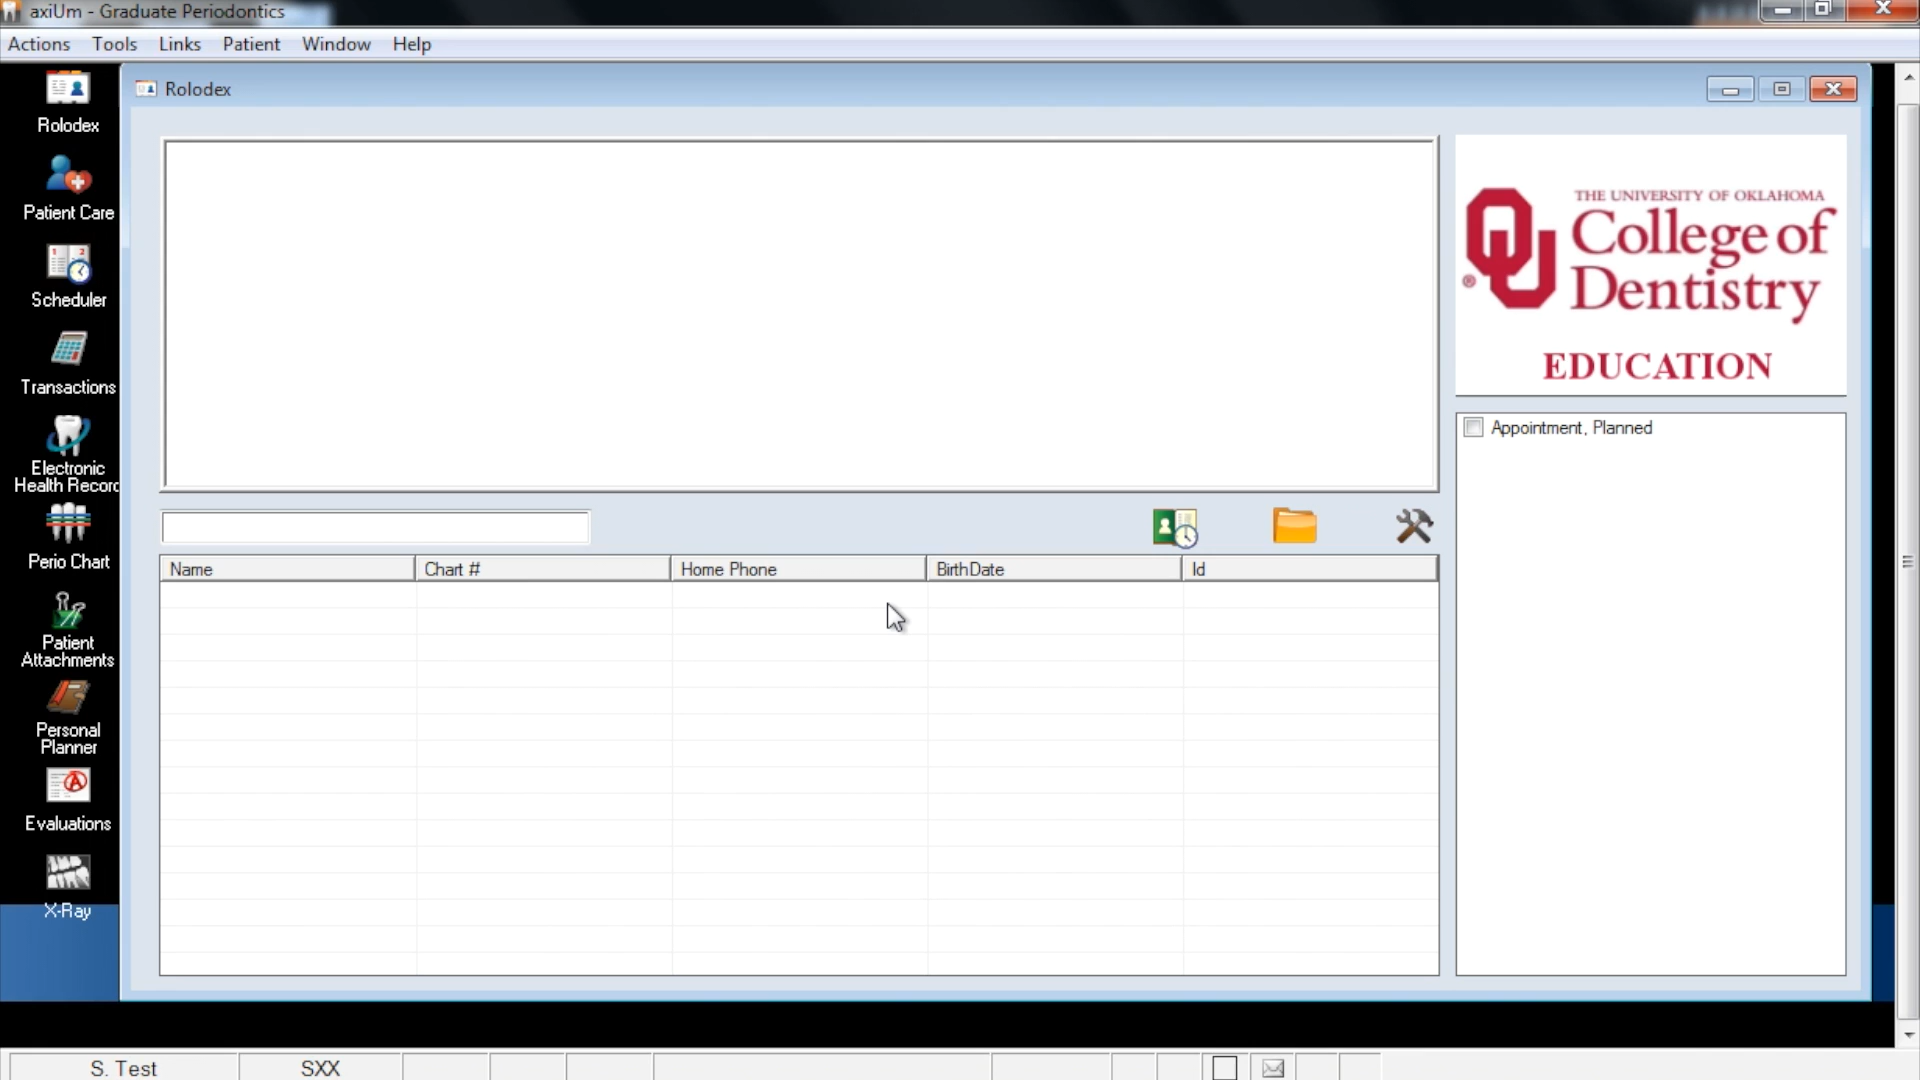 axiUm - Graduate Periodontics
Actions Tools Links Patient Window Help
Rolodex
Rolodex
Patient Care
Scheduler
Transactions
Electronic
Health Record
Perio Chart
Patient
Attachments
Personal
Planner
Evaluations
X-Ray
THE UNIVERSITY OF OKLAHOMA
College of
Dentistry
EDUCATION
Appointment, Planned
Name Chart # Home Phone BirthDate Id
S. Test SXX